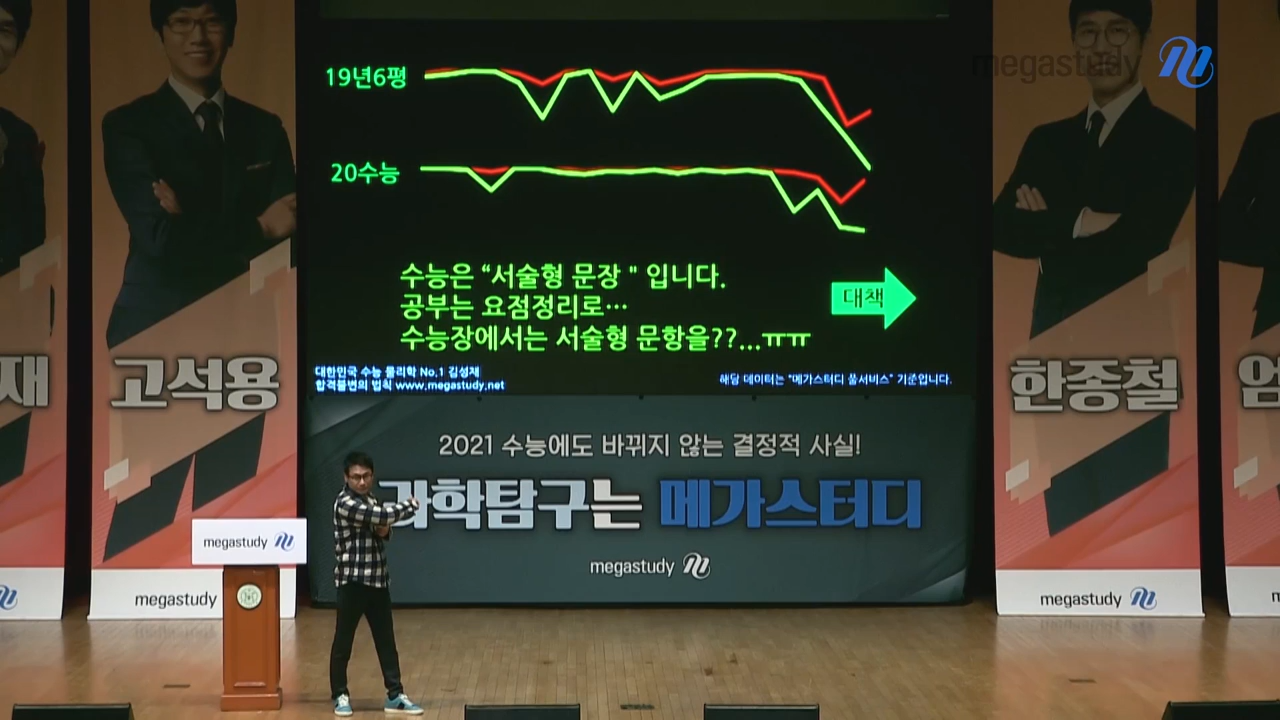 megastudy
19년6평
20수능
수능은 “서술형 문장 " 입니다.
공부는 요점정리로…
수능장에서는 서술형 문항을??...ㅠㅠ
대책
대한민국 수능 물리학 No.1 김성재
합격불변의 법칙 www.megastudy.net
해당 데이터는 "메가스터디 풀서비스" 기준입니다.
재
고석용
한종철
엄
2021 수능에도 바뀌지 않는 결정적 사실!
과학탐구는 메가스터디
megastudy
megastudy
megastudy
megastudy
m